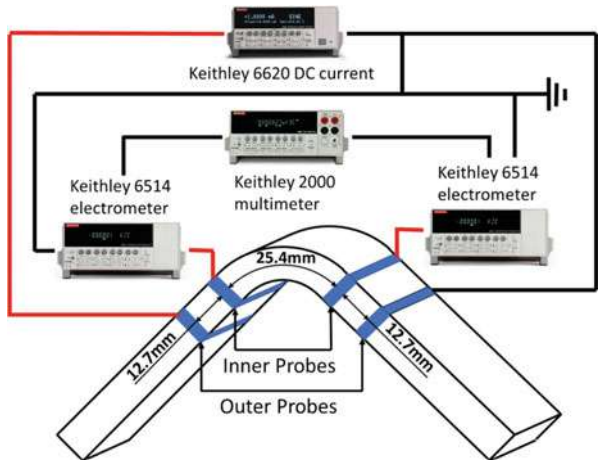 Keithley 6620 DC current
Keithley 6514
electrometer
Keithley 2000
multimeter
Keithley 6514
electrometer
25.4mm
12.7mm
12.7mm
Inner Probes
Outer Probes